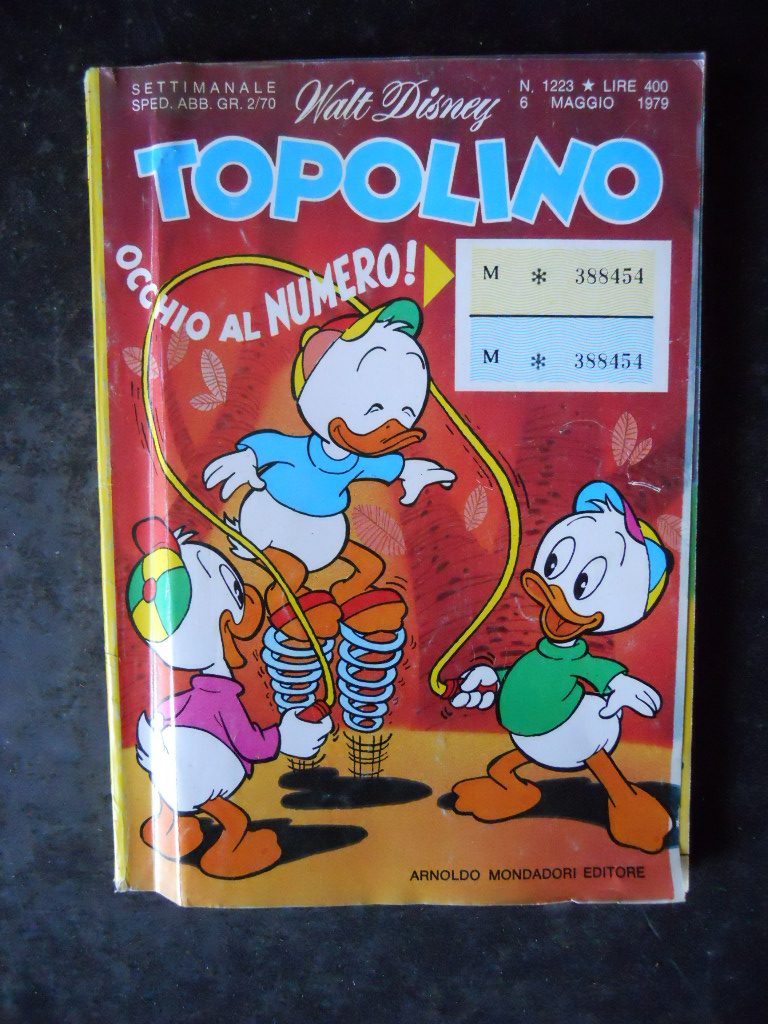 SETTIMANALE
SPED. ABB. GR. 2/70
Walt Disney
N. 1223 ★ LIRE 400
6 MAGGIO 1979
TOPOLINO
OCCHIO AL NUMERO!
M * 388454
M * 388454
ARNOLDO MONDADORI EDITORE